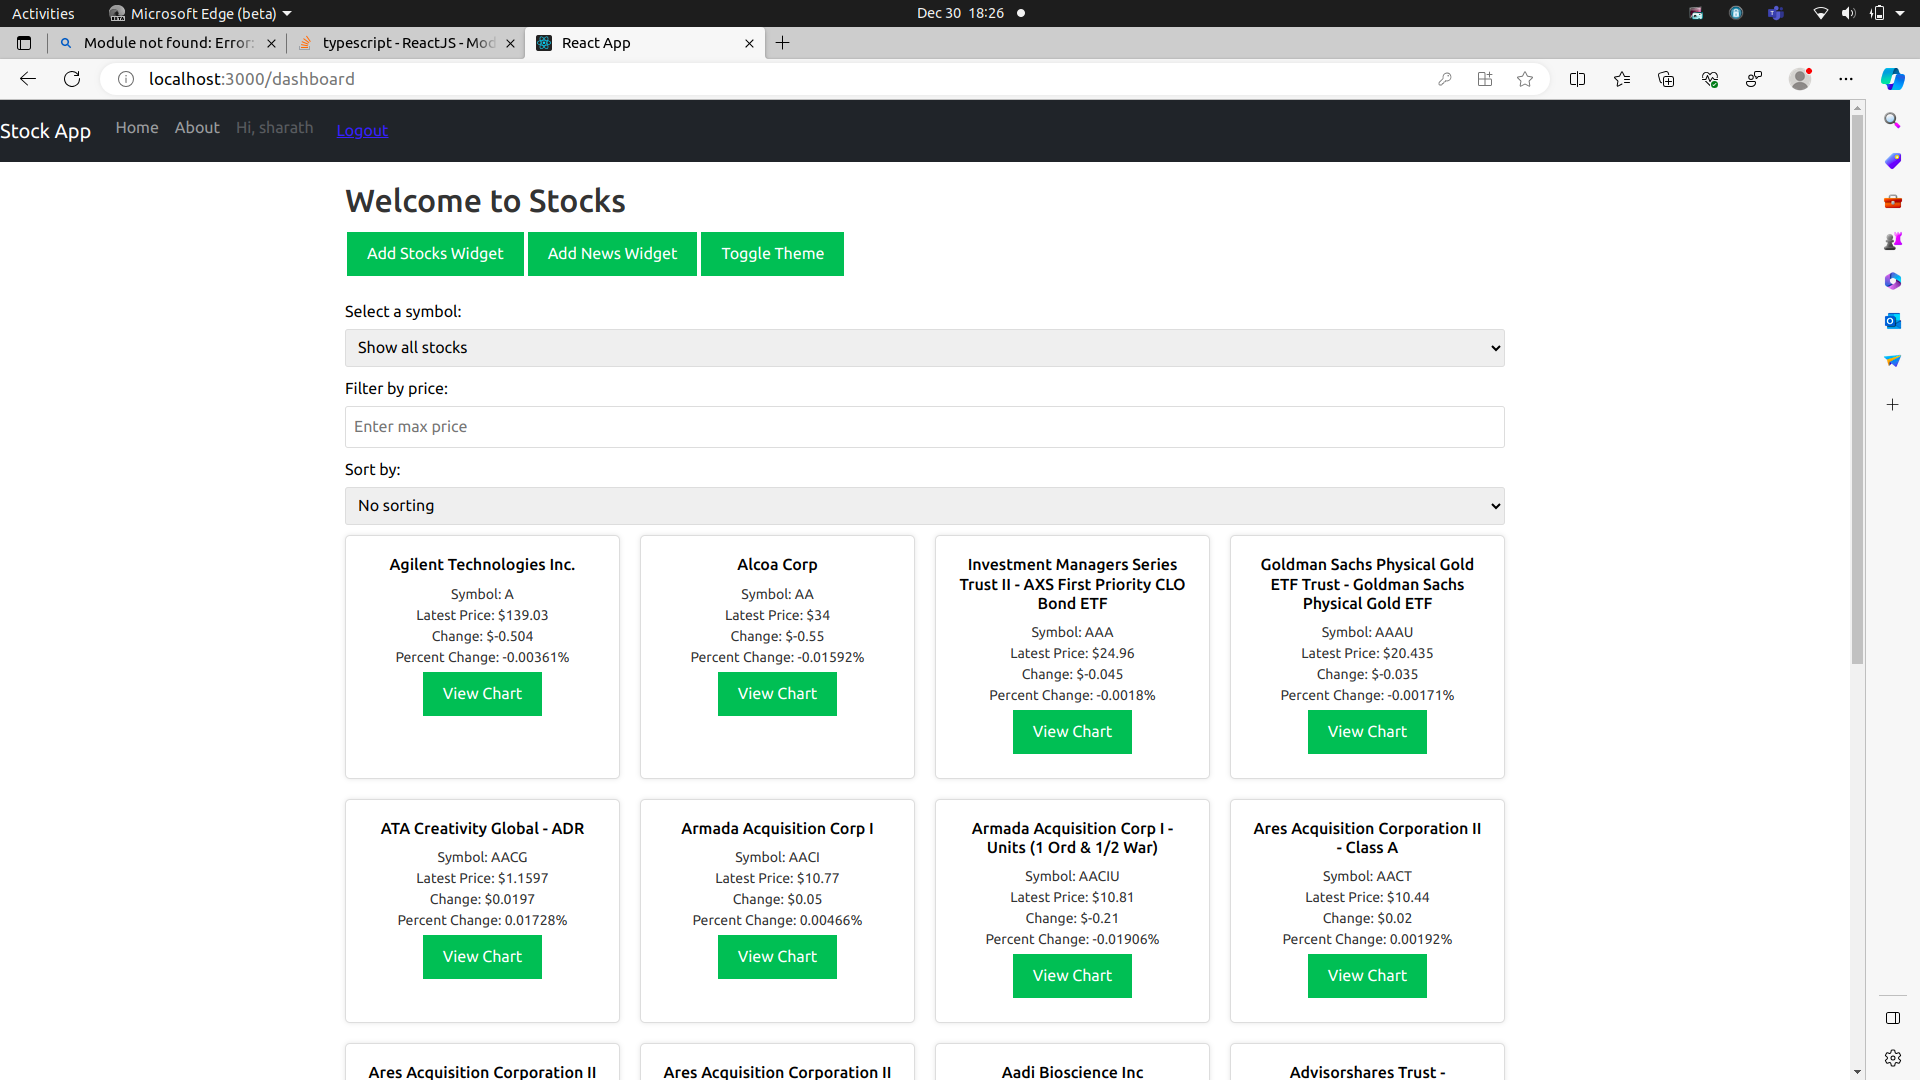 Activities
Microsoft Edge (beta)
Dec 30 18:26
Module not found: Error:
typescript - ReactJS - Mod
React App
localhost:3000/dashboard
Stock App
Home
About
Hi, sharath
Logout
Welcome to Stocks
Add Stocks Widget
Add News Widget
Toggle Theme
Select a symbol:
Show all stocks
Filter by price:
Enter max price
Sort by:
No sorting
Agilent Technologies Inc.
Symbol: A
Latest Price: $139.03
Change: $-0.504
Percent Change: -0.00361%
View Chart
Alcoa Corp
Symbol: AA
Latest Price: $34
Change: $-0.55
Percent Change: -0.01592%
View Chart
Investment Managers Series
Trust II - AXS First Priority CLO
Bond ETF
Symbol: AAA
Latest Price: $24.96
Change: $-0.045
Percent Change: -0.0018%
View Chart
Goldman Sachs Physical Gold
ETF Trust - Goldman Sachs
Physical Gold ETF
Symbol: AAAU
Latest Price: $20.435
Change: $-0.035
Percent Change: -0.00171%
View Chart
ATA Creativity Global - ADR
Symbol: AACG
Latest Price: $1.1597
Change: $0.0197
Percent Change: 0.01728%
View Chart
Armada Acquisition Corp I
Symbol: AACI
Latest Price: $10.77
Change: $0.05
Percent Change: 0.00466%
View Chart
Armada Acquisition Corp I -
Units (1 Ord & 1/2 War)
Symbol: AACIU
Latest Price: $10.81
Change: $-0.21
Percent Change: -0.01906%
View Chart
Ares Acquisition Corporation II
- Class A
Symbol: AACT
Latest Price: $10.44
Change: $0.02
Percent Change: 0.00192%
View Chart
Ares Acquisition Corporation II
Ares Acquisition Corporation II
Aadi Bioscience Inc
Advisorshares Trust -